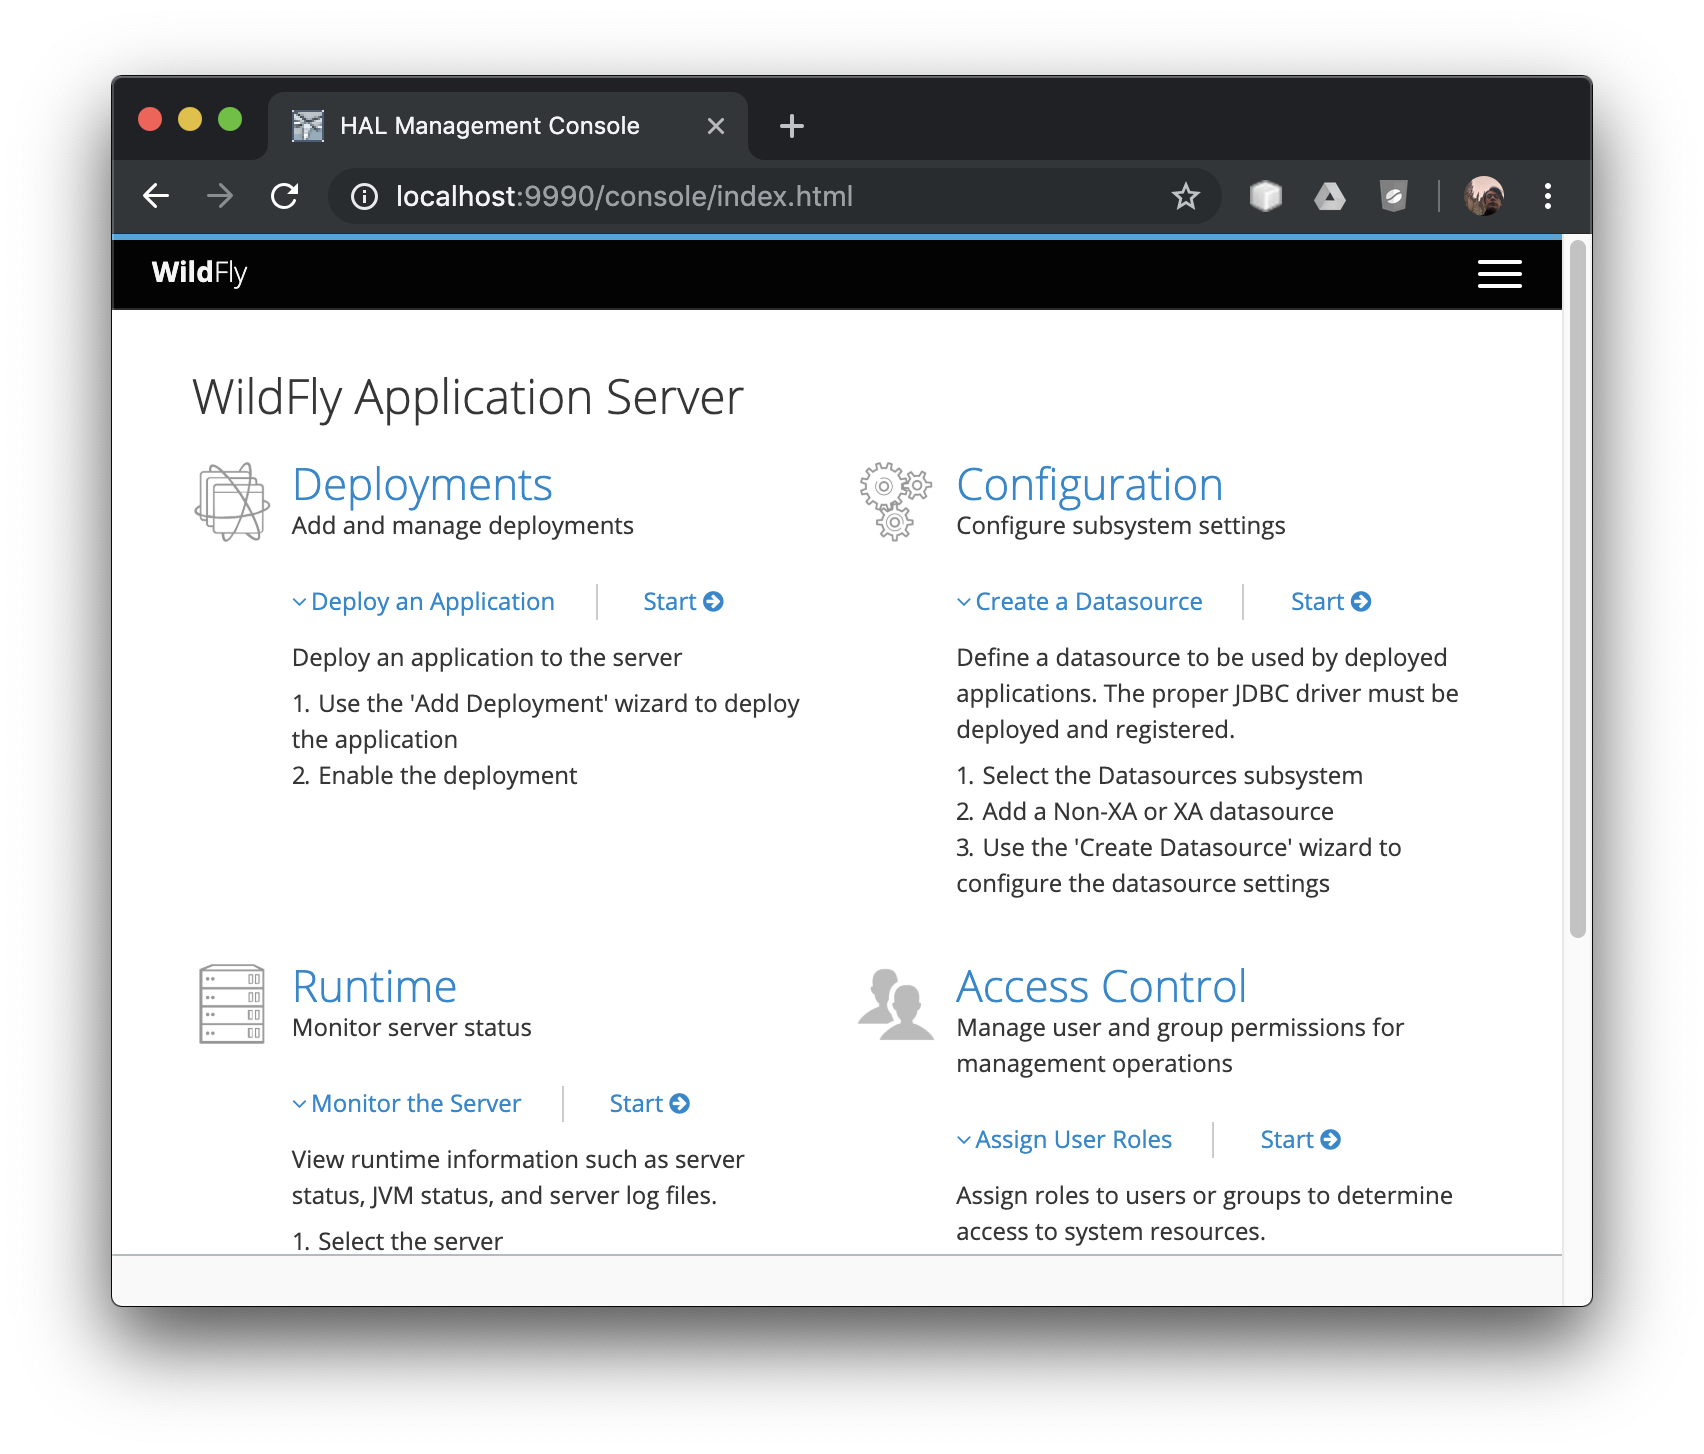 HAL Management Console
localhost:9990/console/index.html
WildFly
WildFly Application Server
Deployments
Add and manage deployments
Deploy an Application
Start
Deploy an application to the server
1. Use the 'Add Deployment' wizard to deploy
the application
2. Enable the deployment
Configuration
Configure subsystem settings
Create a Datasource
Start
Define a datasource to be used by deployed
applications. The proper JDBC driver must be
deployed and registered.
1. Select the Datasources subsystem
2. Add a Non-XA or XA datasource
3. Use the 'Create Datasource' wizard to
configure the datasource settings
Runtime
Monitor server status
Monitor the Server
Start
View runtime information such as server
status, JVM status, and server log files.
1. Select the server
Access Control
Manage user and group permissions for
management operations
Assign User Roles
Start
Assign roles to users or groups to determine
access to system resources.